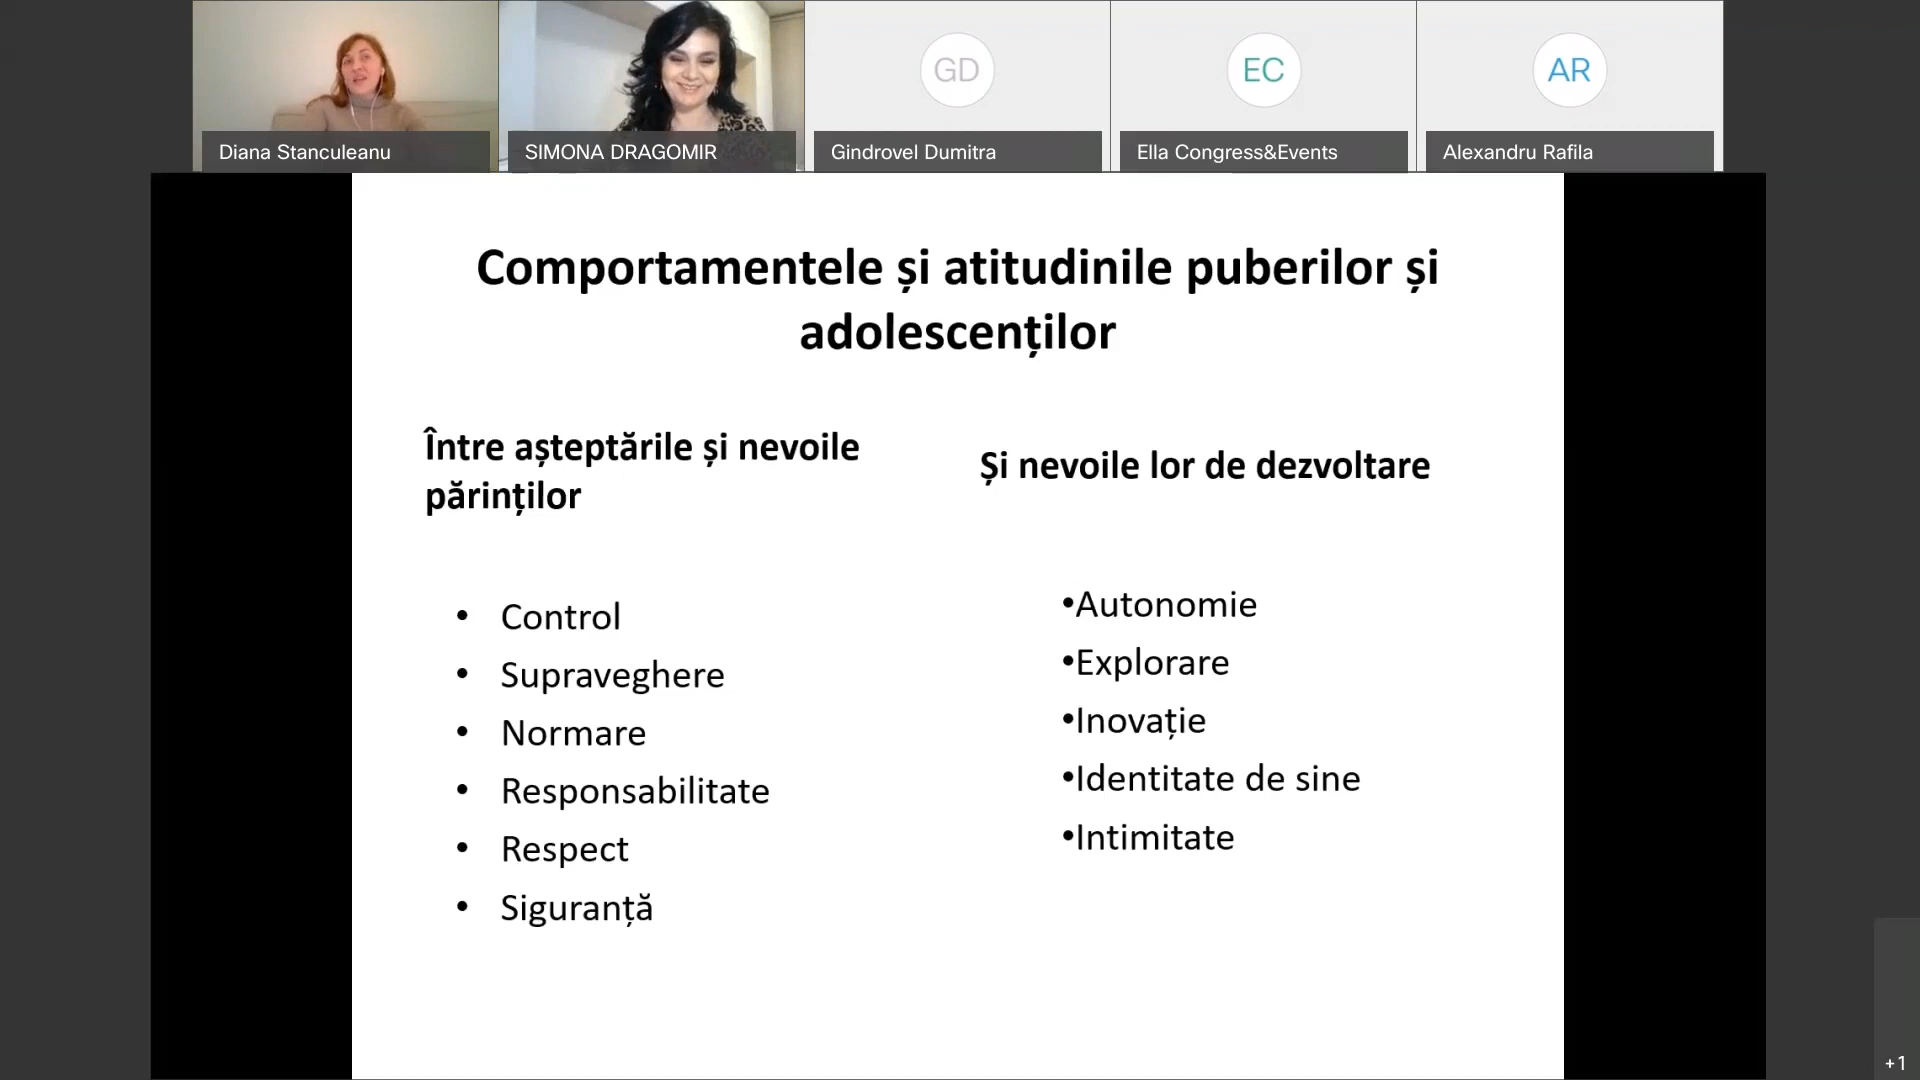 GD
EC
AR
Diana Stanculeanu
SIMONA DRAGOMIR
Gindrovel Dumitra
Ella Congress&Events
Alexandru Rafila
Comportamentele și atitudinile puberilor și
adolescenților
Între așteptările și nevoile
părinților
• Control
• Supraveghere
• Normare
• Responsabilitate
• Respect
• Siguranță
Și nevoile lor de dezvoltare
•Autonomie
•Explorare
•Inovație
•Identitate de sine
•Intimitate
+1